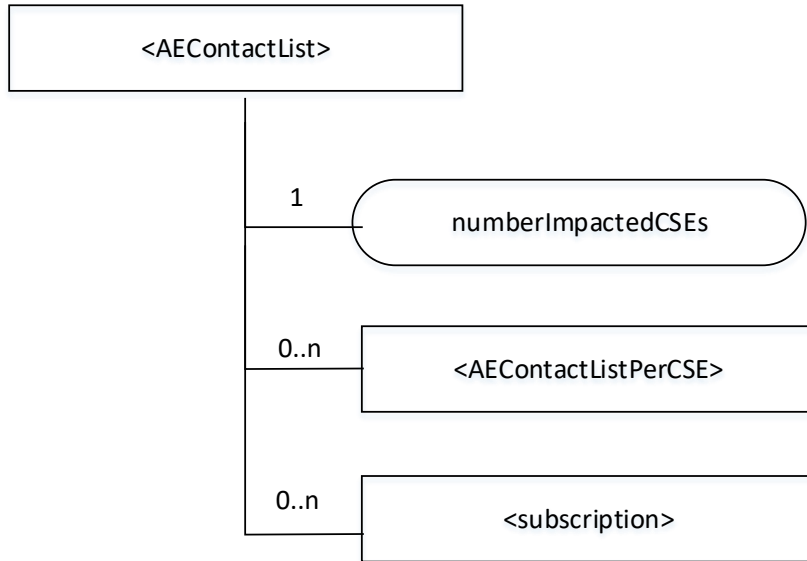 <AEContactList>
1
numberImpactedCSEs
0..n
<AEContactListPerCSE>
0..n
<subscription>